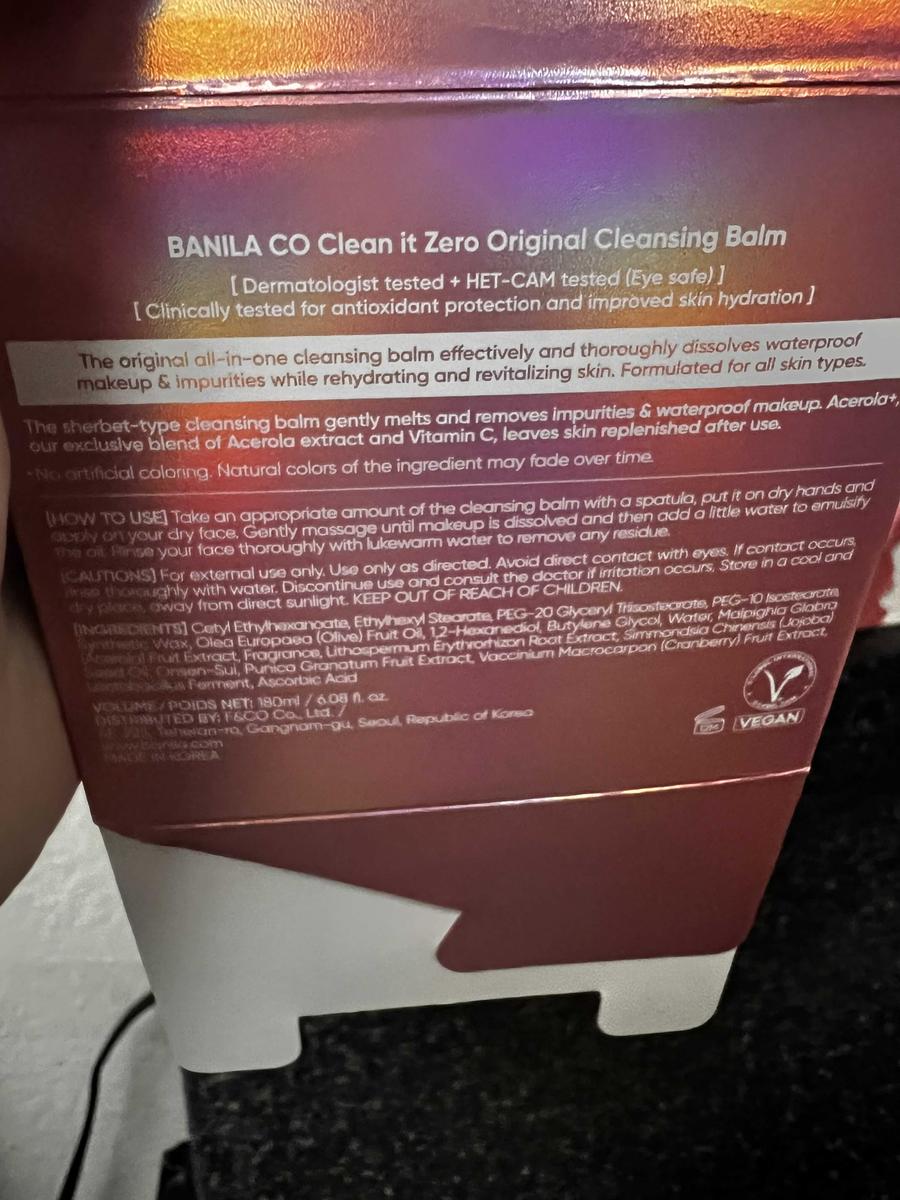 BANILA CO Clean it Zero Original Cleansing Balm
[ Dermatologist tested + HET-CAM tested (Eye safe) ]
[ Clinically tested for antioxidant protection and improved skin hydration ]
The original all-in-one cleansing balm effectively and thoroughly dissolves waterproof
makeup & impurities while rehydrating and revitalizing skin. Formulated for all skin types.
The sherbet-type cleansing balm gently melts and removes impurities & waterproof makeup. Acerola+,
our exclusive blend of Acerola extract and Vitamin C, leaves skin replenished after use.
*No artificial coloring. Natural colors of the ingredient may fade over time.
[HOW TO USE] Take an appropriate amount of the cleansing balm with a spatula, put it on dry hands and
apply on your dry face. Gently massage until makeup is dissolved and then add a little water to emulsify
the oil. Rinse your face thoroughly with lukewarm water to remove any residue.
[CAUTIONS] For external use only. Use only as directed. Avoid direct contact with eyes. If contact occurs,
rinse thoroughly with water. Discontinue use and consult the doctor if irritation occurs. Store in a cool and
dry place, away from direct sunlight. KEEP OUT OF REACH OF CHILDREN.
[INGREDIENTS] Cetyl Ethylhexanoate, Ethylhexyl Stearate, PEG-20 Glyceryl Triisostearate, PEG-10 Isostearate,
Synthetic Wax, Olea Europaea (Olive) Fruit Oil, 1,2-Hexanediol, Butylene Glycol, Water, Malpighia Glabra
(Acerola) Fruit Extract, Fragrance, Lithospermum Erythrorhizon Root Extract, Simmondsia Chinensis (Jojoba)
Seed Oil, Onsen-Sui, Punica Granatum Fruit Extract, Vaccinium Macrocarpon (Cranberry) Fruit Extract,
Lactobacillus Ferment, Ascorbic Acid
VOLUME / POIDS NET: 180ml / 6.08 fl. oz.
DISTRIBUTED BY: F&CO Co., Ltd. /
Teheran-ro, Gangnam-gu, Seoul, Republic of Korea
www.banila.com
MADE IN KOREA
12M
VEGAN